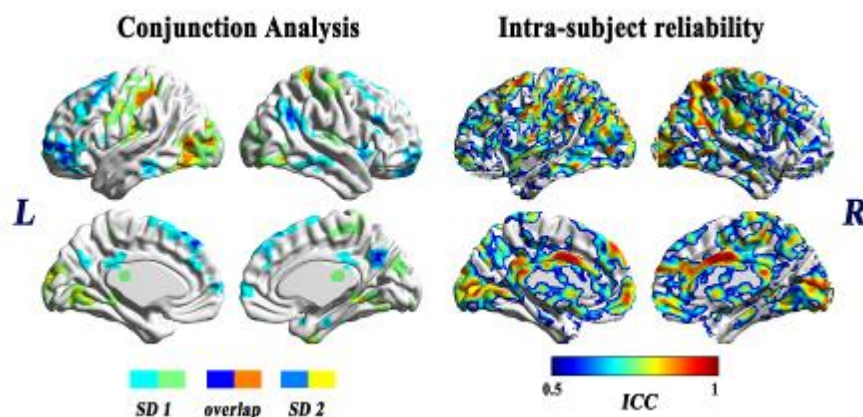 Conjunction Analysis
Intra-subject reliability
L
R
SD 1
overlap
SD 2
0.5
1
ICC